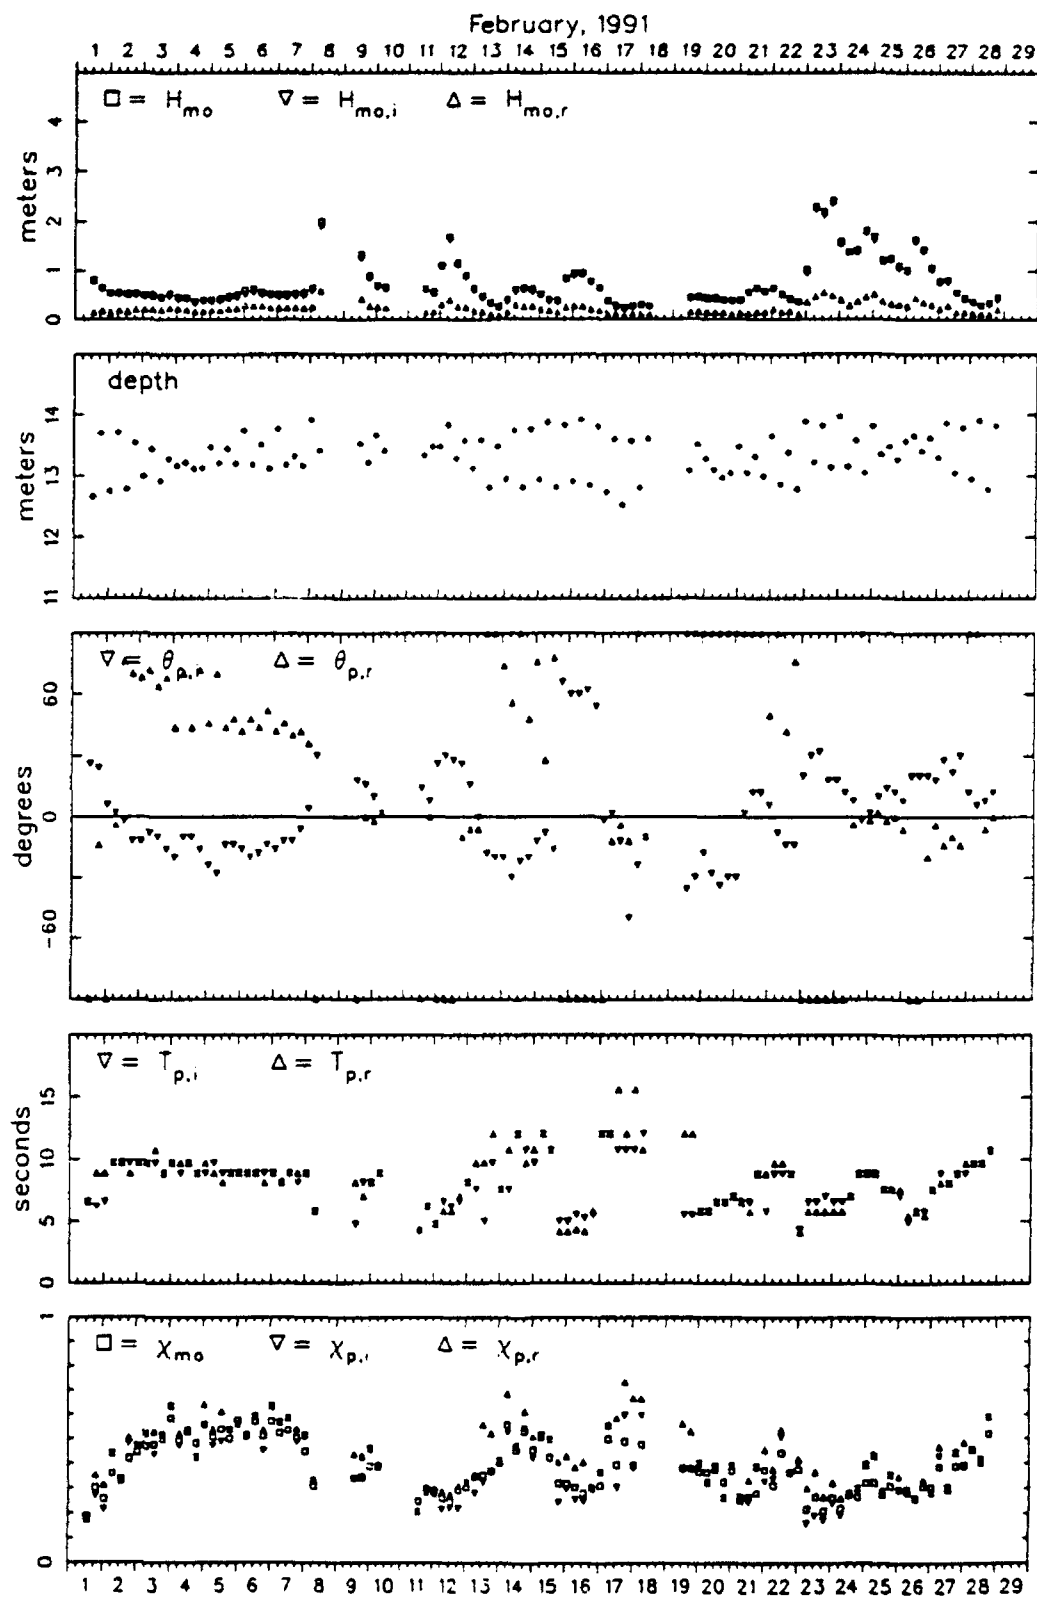 February, 1991
1 2 3 4 5 6 7 8 9 10 11 12 13 14 15 16 17 18 19 20 21 22 23 24 25 26 27 28 29
□ = H_mo ▽ = H_mo,i △ = H_mo,r
meters
4
3
2
1
0
depth
meters
14
13
12
11
▽ = θ_p,i △ = θ_p,r
degrees
60
0
-60
▽ = T_p,i △ = T_p,r
seconds
15
10
5
0
□ = χ_mo ▽ = χ_p,i △ = χ_p,r
1
0
1 2 3 4 5 6 7 8 9 10 11 12 13 14 15 16 17 18 19 20 21 22 23 24 25 26 27 28 29